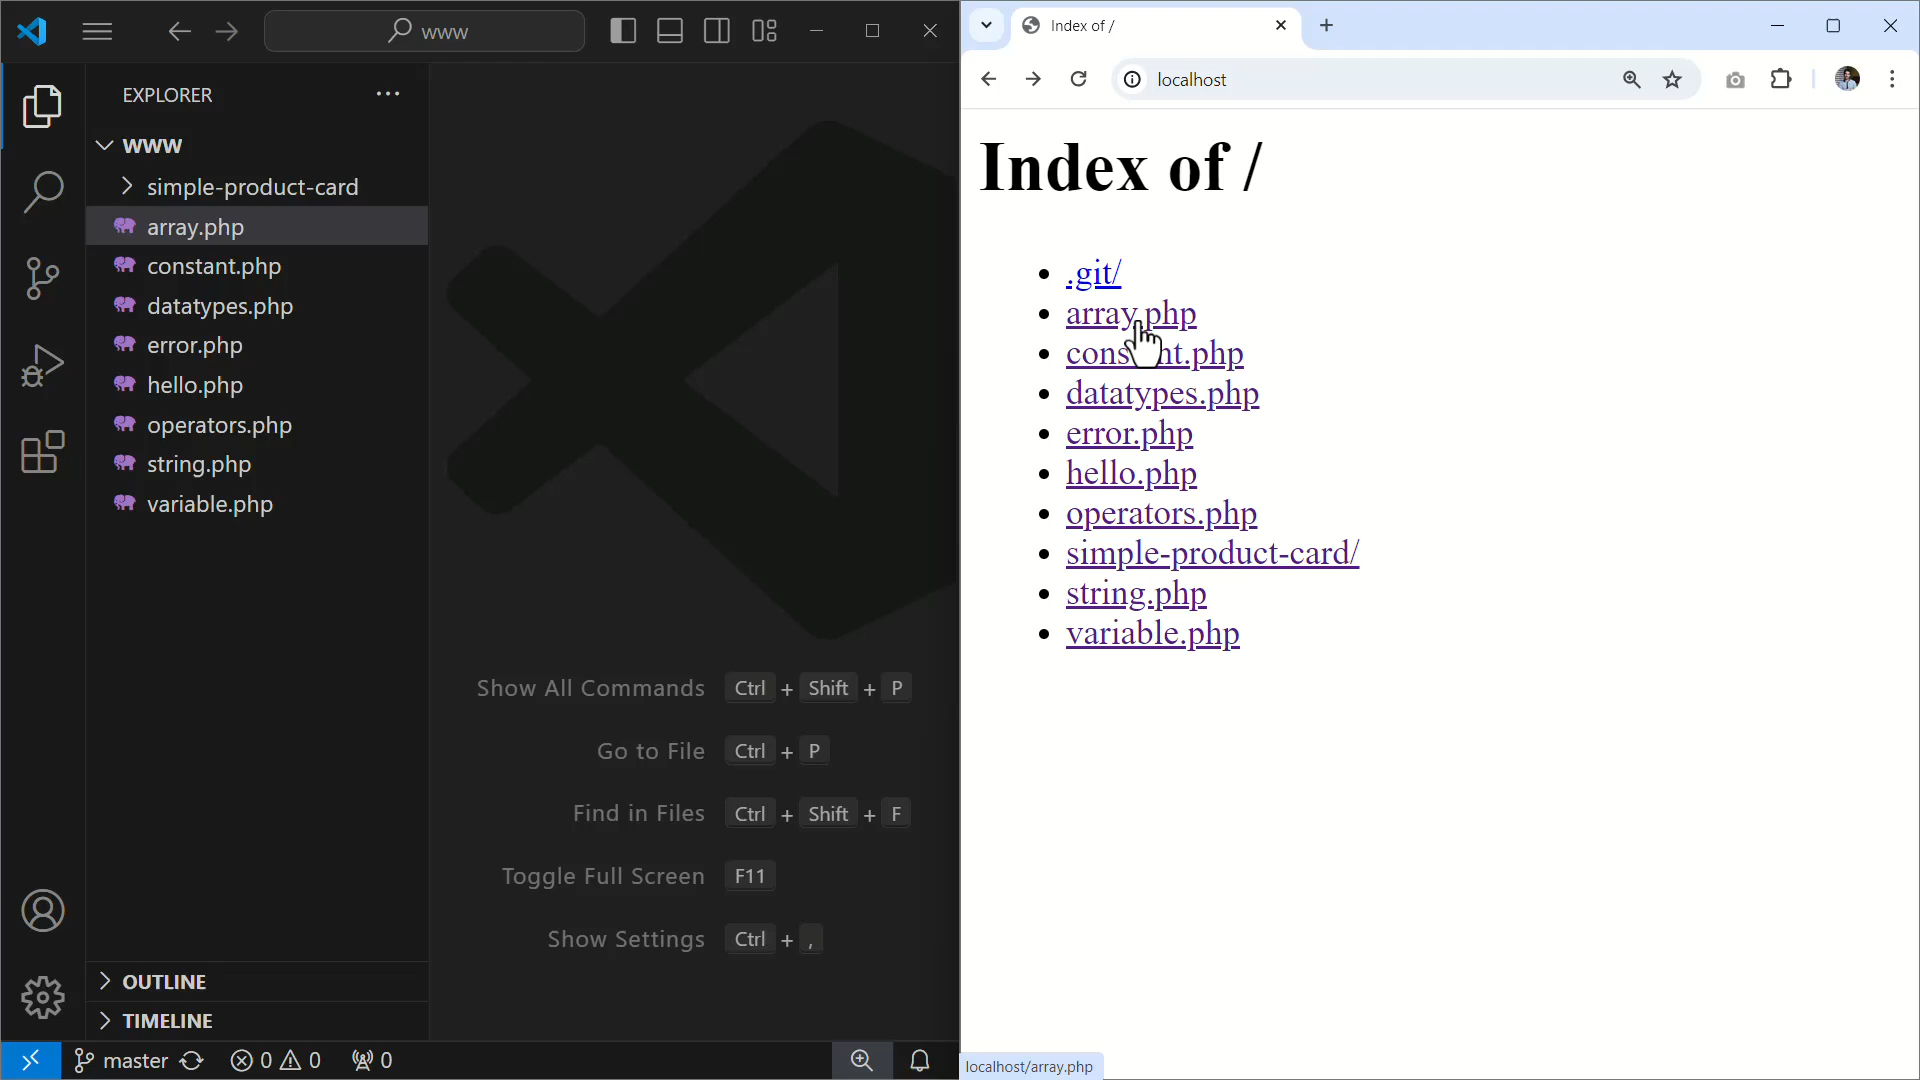 www
EXPLORER
WWW
simple-product-card
array.php
constant.php
datatypes.php
error.php
hello.php
operators.php
string.php
variable.php
Show All Commands Ctrl + Shift + P
Go to File Ctrl + P
Find in Files Ctrl + Shift + F
Toggle Full Screen F11
Show Settings Ctrl + ,
OUTLINE
TIMELINE
master 0 0 0
Index of /
localhost
Index of /
.git/
array.php
constant.php
datatypes.php
error.php
hello.php
operators.php
simple-product-card/
string.php
variable.php
localhost/array.php